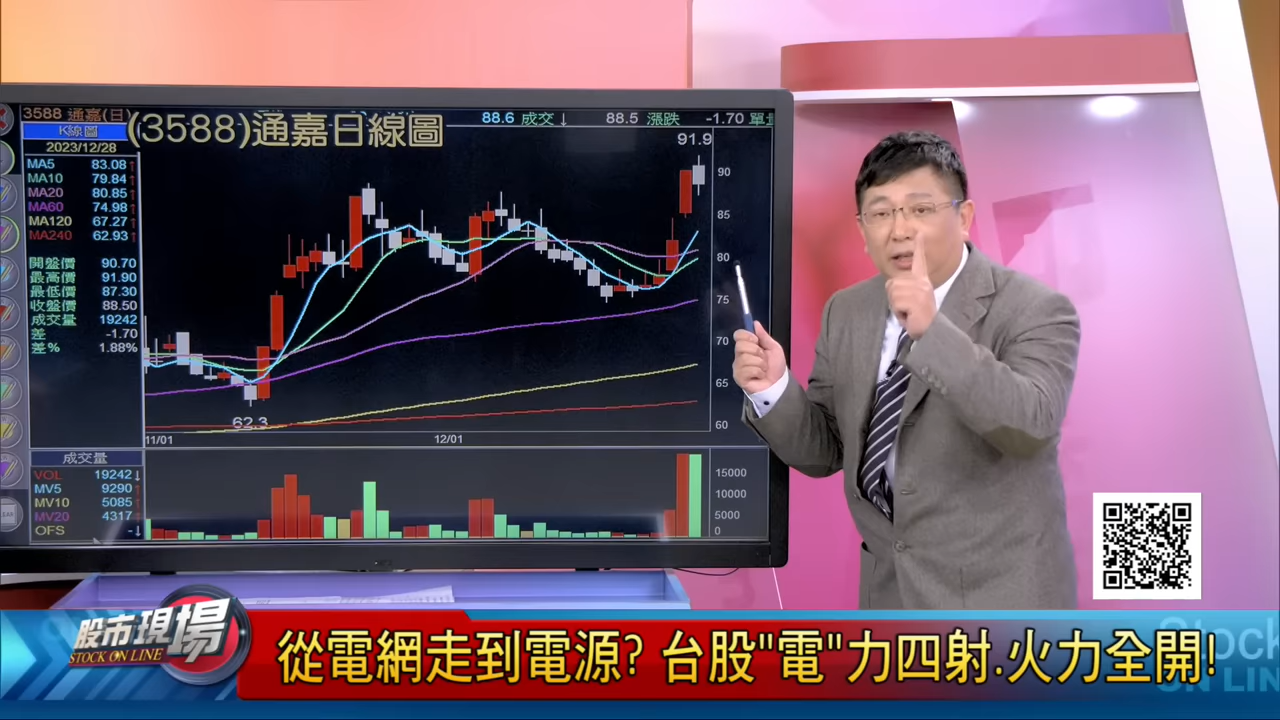 3588 通嘉(日)
(3588)通嘉日線圖
88.6 成交↓ 88.5 漲跌 -1.70 單量
K線圖
2023/12/28
91.9
MA5 83.08↑
MA10 79.84↑
MA20 80.85↑
MA60 74.98↑
MA120 67.27↑
MA240 62.93↑
開盤價 90.70
最高價 91.90
最低價 87.30
收盤價 88.50
成交量 19242
差 -1.70
差% 1.88%
90
85
80
75
70
65
60
62.3
11/01
12/01
成交量
VOL 19242↓
MV5 9290↑
MV10 5085↑
MV20 4317↑
OFS -↓
15000
10000
5000
0
股市現場
STOCK ON LINE
從電網走到電源? 台股"電"力四射.火力全開!
Stock
ON LIN